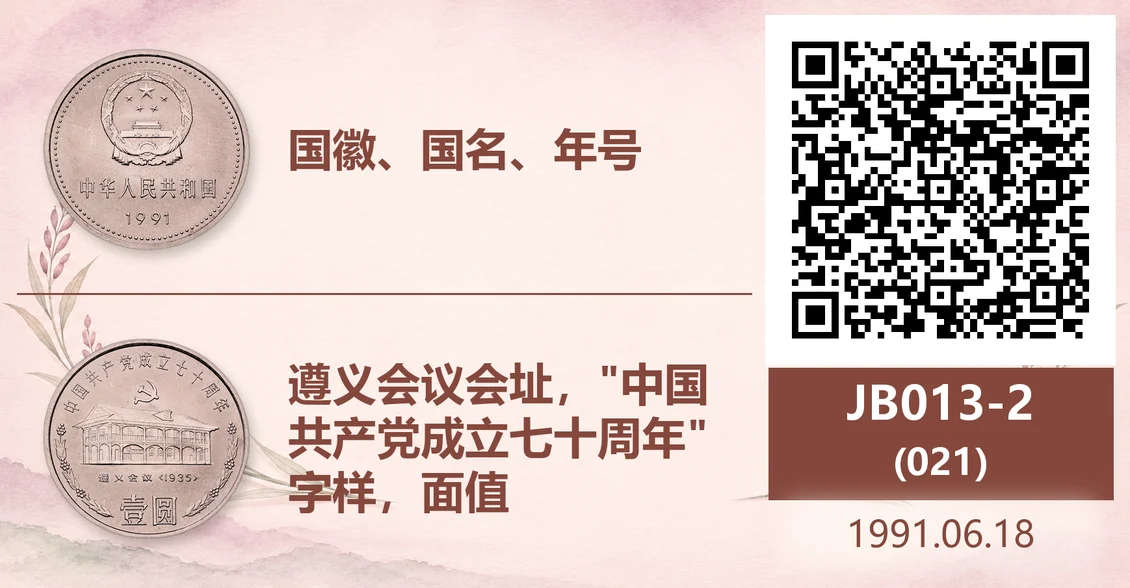 中华人民共和国
1991
国徽、国名、年号
中国共产党成立七十周年
遵义会议<1935>
壹圆
遵义会议会址，"中国
共产党成立七十周年"
字样，面值
JB013-2
(021)
1991.06.18